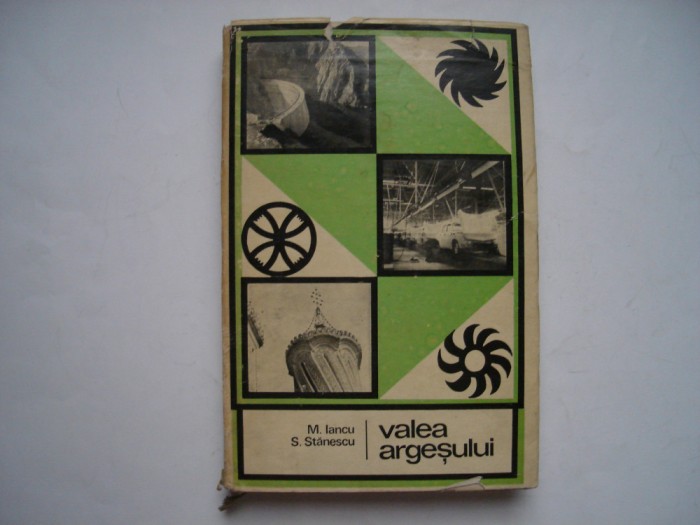 M. Iancu
S. Stănescu
valea
argeșului